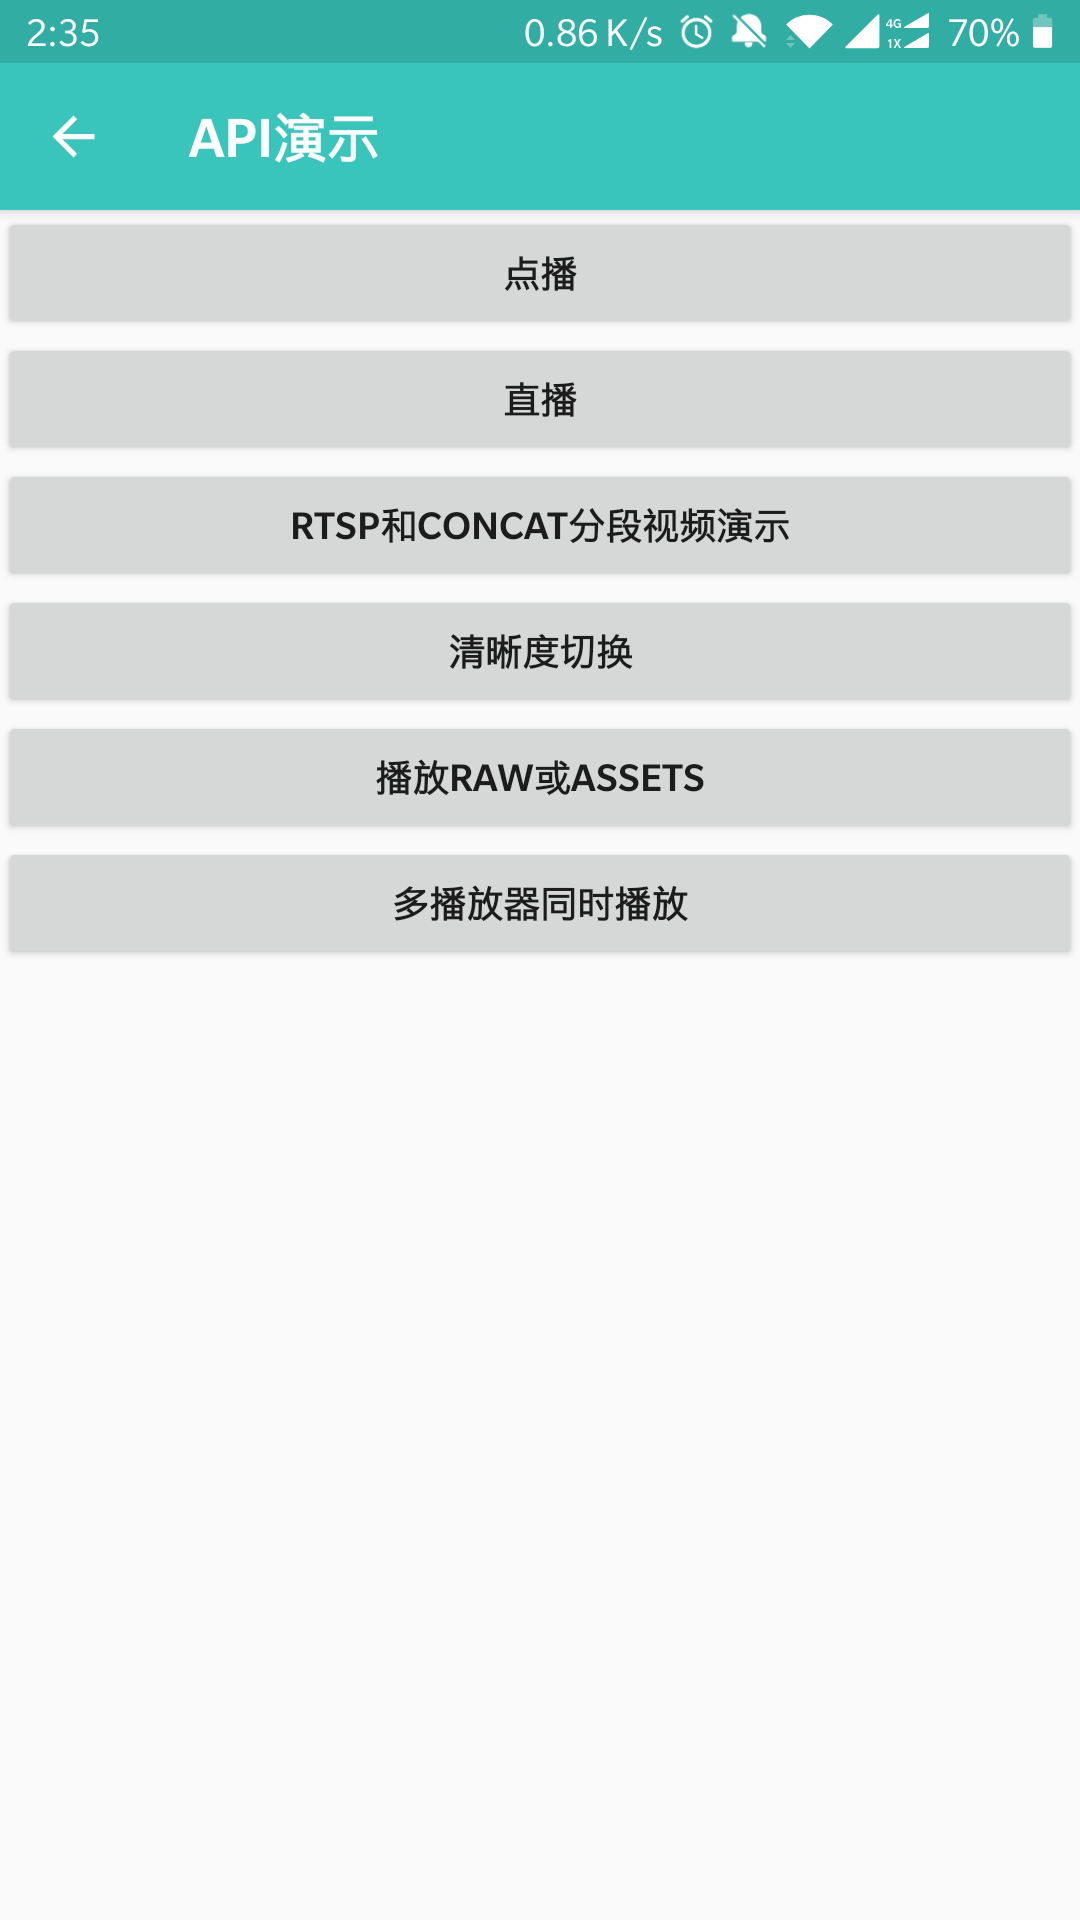 2:35 0.86 K/s 4G 1X 70%
API演示
点播
直播
RTSP和CONCAT分段视频演示
清晰度切换
播放RAW或ASSETS
多播放器同时播放